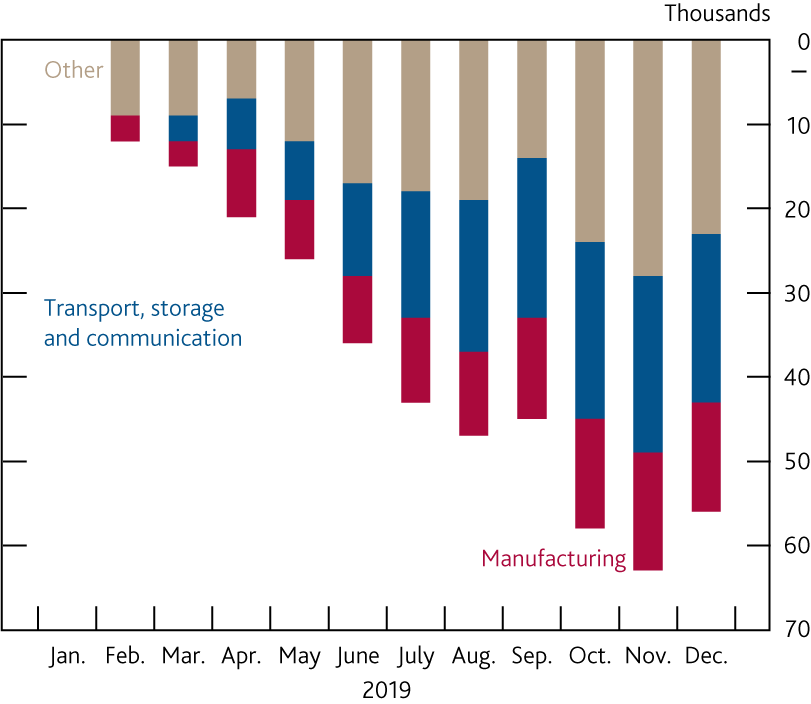 Thousands
0
–
10
20
30
40
50
60
70
Other
Transport, storage
and communication
Manufacturing
Jan. Feb. Mar. Apr. May June July Aug. Sep. Oct. Nov. Dec.
2019